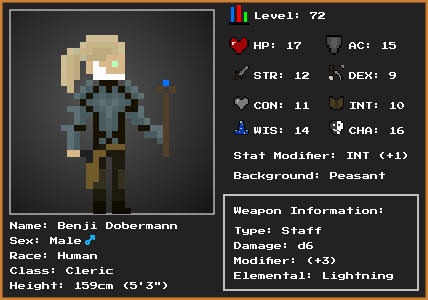 Level: 72
HP: 17
AC: 15
STR: 12
DEX: 9
CON: 11
INT: 10
WIS: 14
CHA: 16
Stat Modifier: INT (+1)
Background: Peasant
Weapon Information:
Type: Staff
Damage: d6
Modifier: (+3)
Elemental: Lightning
Name: Benji Dobermann
Sex: Male♂
Race: Human
Class: Cleric
Height: 159cm (5'3")